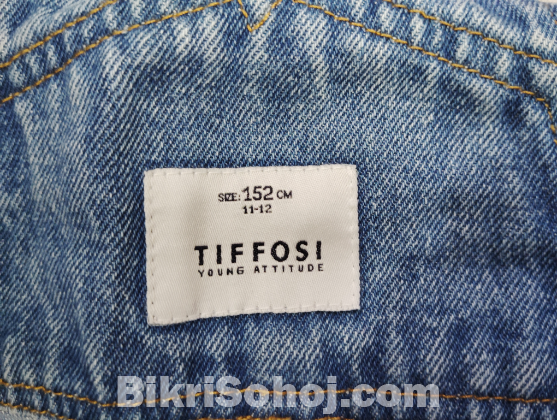 SIZE: 152 CM
11-12
TIFFOSI
YOUNG ATTITUDE
BikriSohoj.com